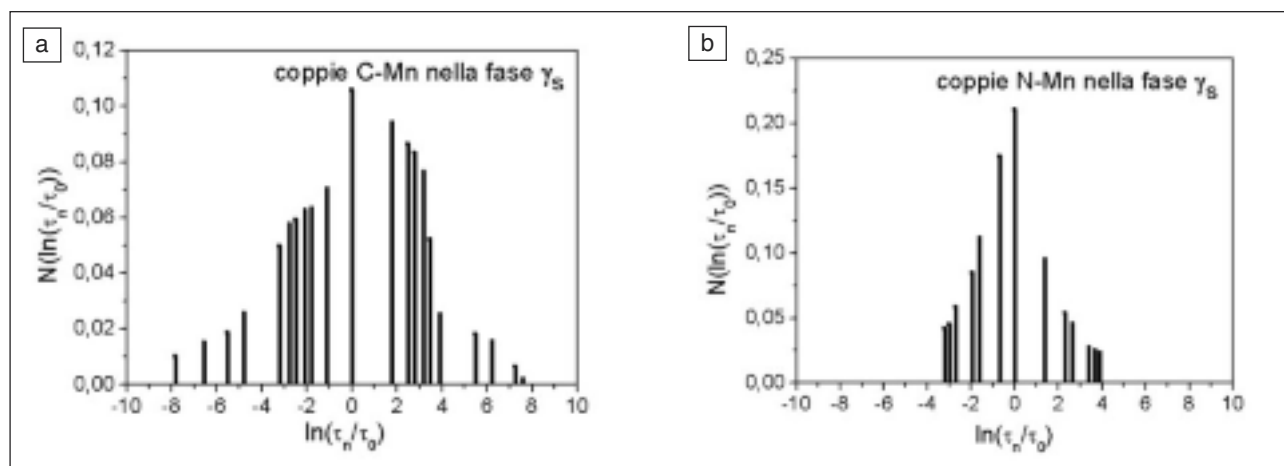 a
0,12
0,10
0,08
0,06
0,04
0,02
0,00
N(ln(τn/τ0))
coppie C-Mn nella fase γs
-10 -8 -6 -4 -2 0 2 4 6 8 10
ln(τn/τ0)
b
0,25
0,20
0,15
0,10
0,05
0,00
N(ln(τn/τ0))
coppie N-Mn nella fase γs
-10 -8 -6 -4 -2 0 2 4 6 8 10
ln(τn/τ0)